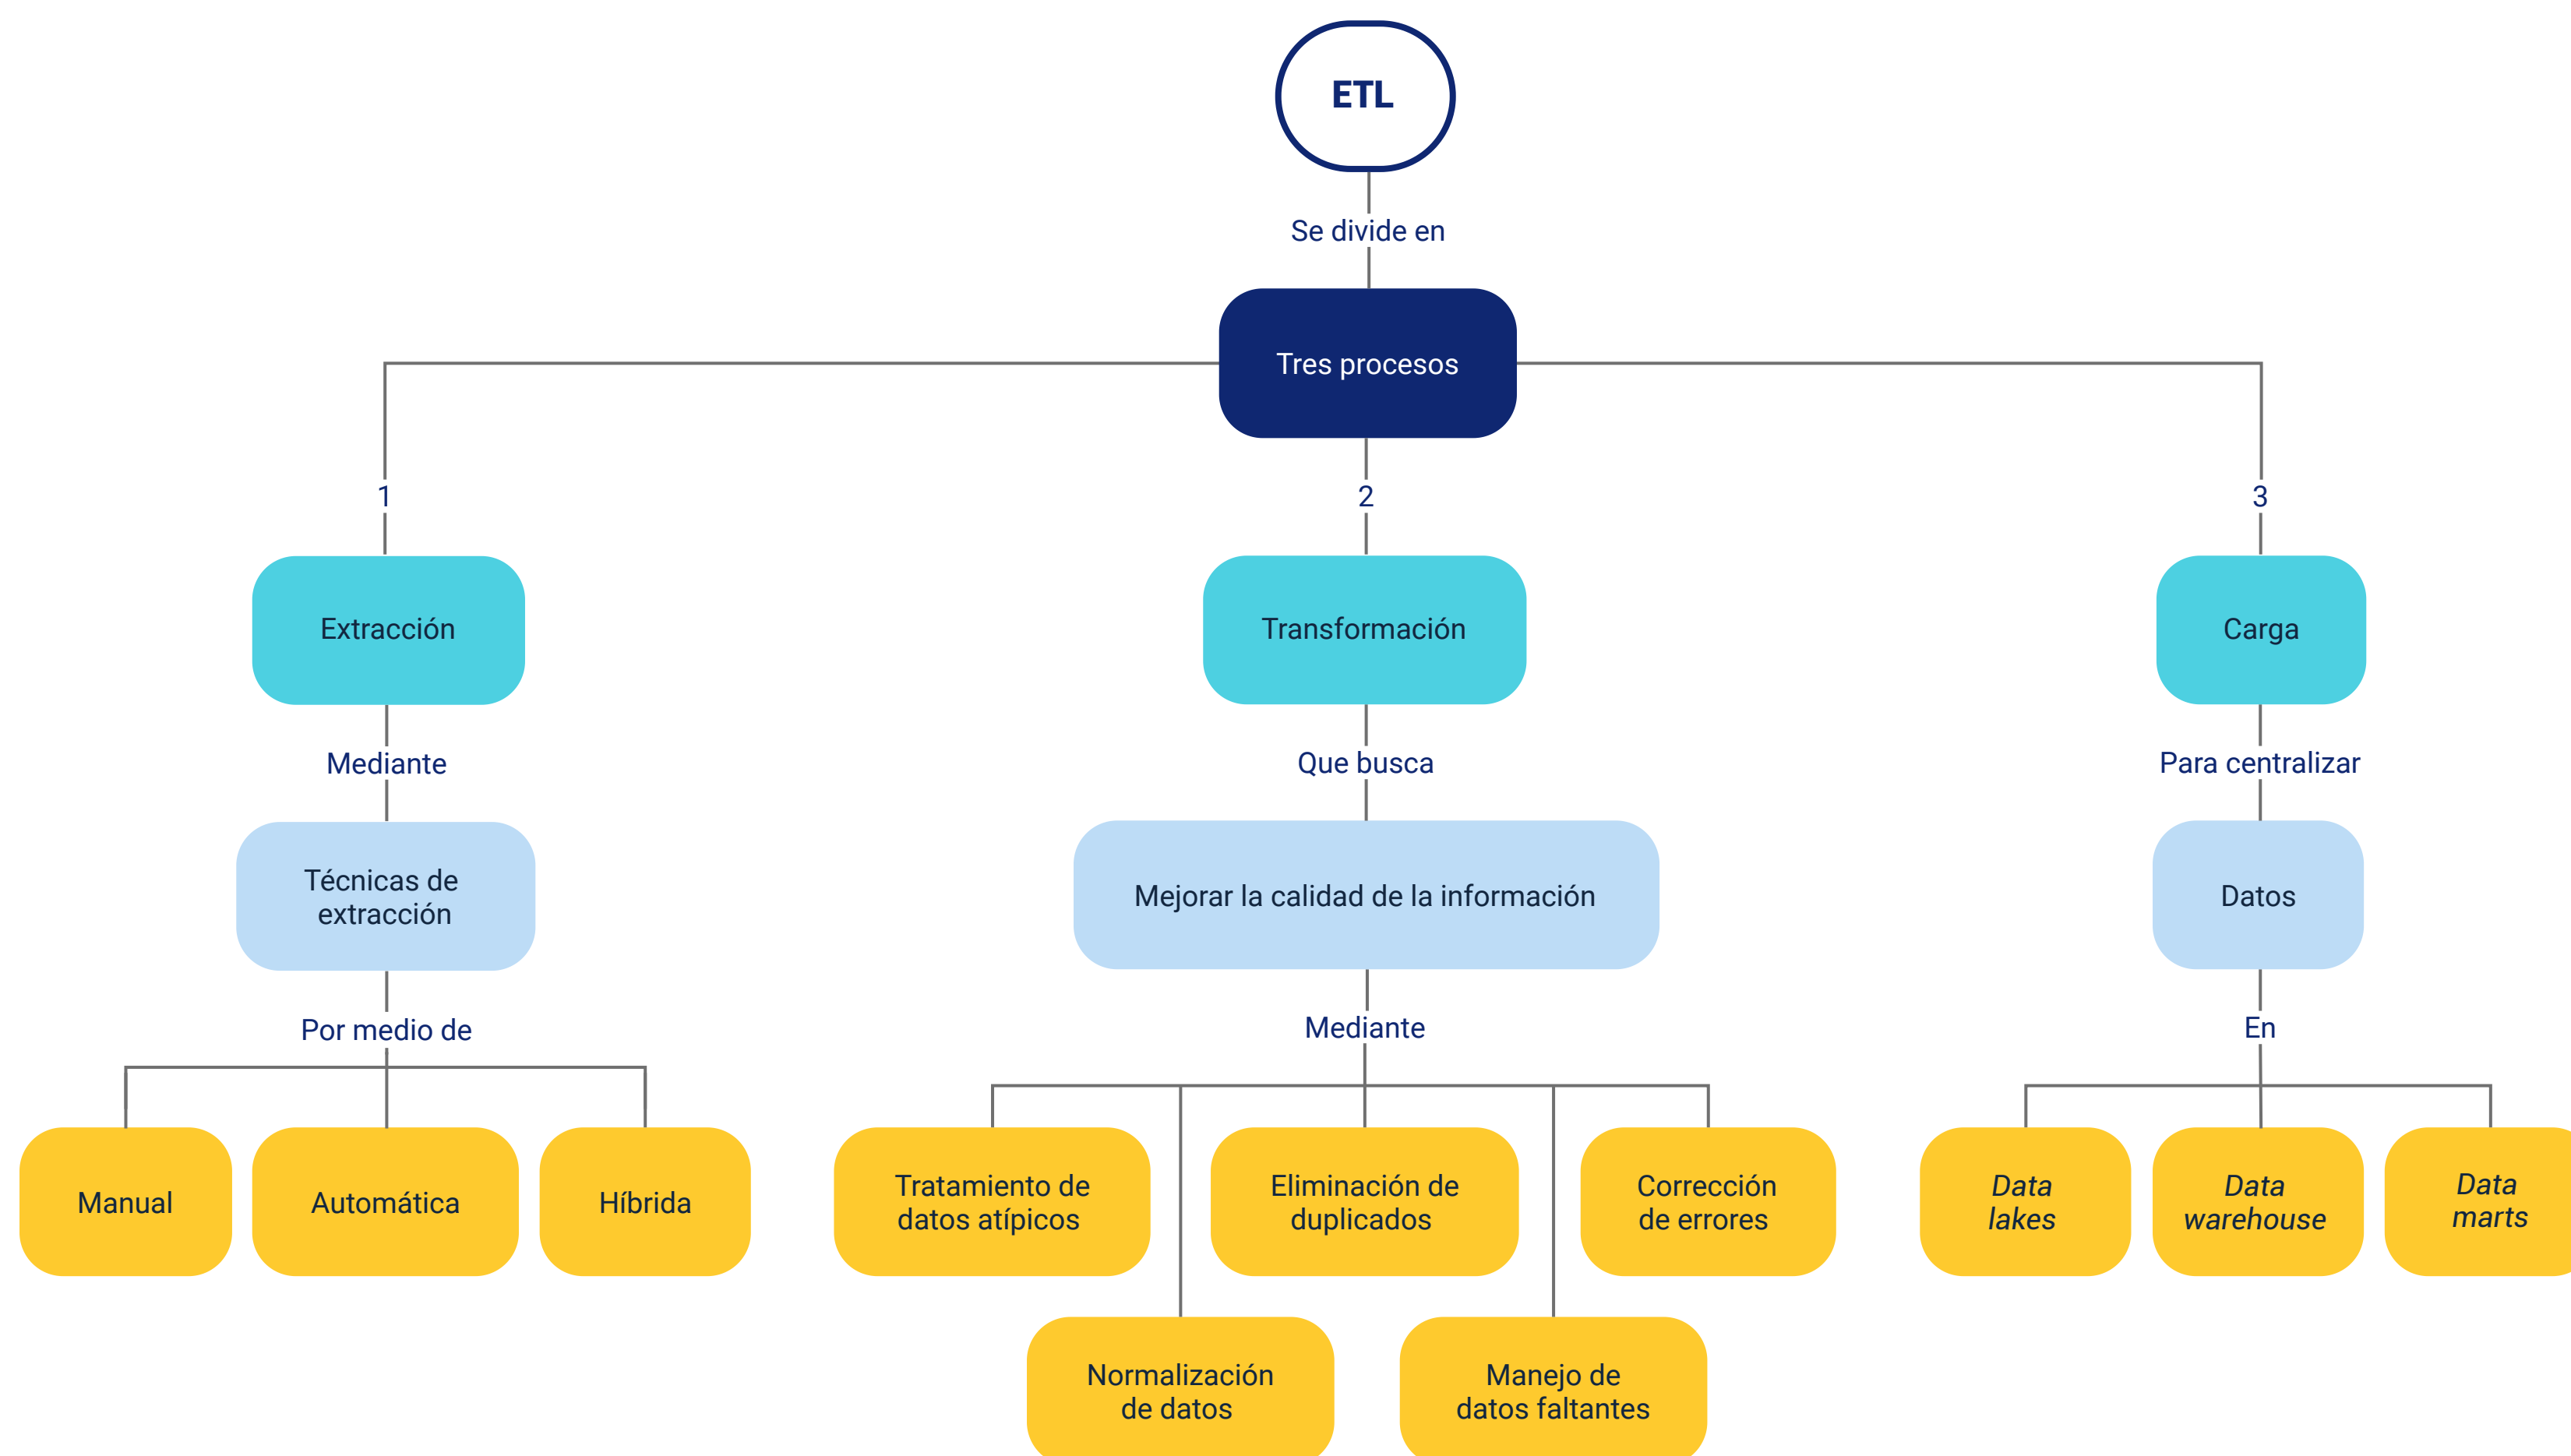 ETL
Se divide en
Tres procesos
1
2
3
Extracción
Transformación
Carga
Mediante
Que busca
Para centralizar
Técnicas de
extracción
Mejorar la calidad de la información
Datos
Por medio de
Mediante
En
Manual
Automática
Híbrida
Tratamiento de
datos atípicos
Eliminación de
duplicados
Corrección
de errores
Data
lakes
Data
warehouse
Data
marts
Normalización
de datos
Manejo de
datos faltantes